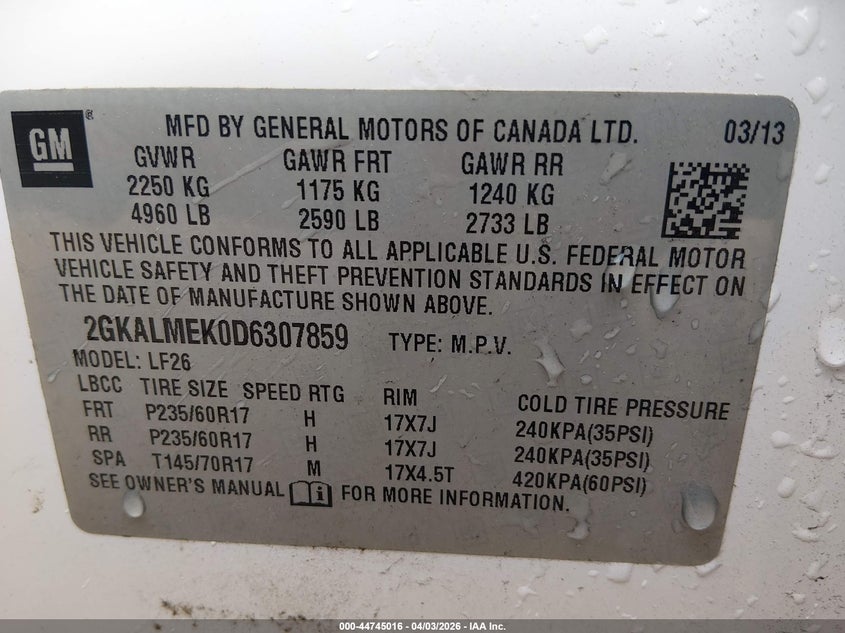 GM ® MFD BY GENERAL MOTORS OF CANADA LTD. 03/13
GVWR GAWR FRT GAWR RR
2250 KG 1175 KG 1240 KG
4960 LB 2590 LB 2733 LB
THIS VEHICLE CONFORMS TO ALL APPLICABLE U.S. FEDERAL MOTOR
VEHICLE SAFETY AND THEFT PREVENTION STANDARDS IN EFFECT ON
THE DATE OF MANUFACTURE SHOWN ABOVE.
2GKALMEK0D6307859 TYPE: M.P.V.
MODEL: LF26
LBCC TIRE SIZE SPEED RTG RIM COLD TIRE PRESSURE
FRT P235/60R17 H 17X7J 240KPA(35PSI)
RR P235/60R17 H 17X7J 240KPA(35PSI)
SPA T145/70R17 M 17X4.5T 420KPA(60PSI)
SEE OWNER'S MANUAL FOR MORE INFORMATION.
000-44745016 - 04/03/2026 - IAA Inc.